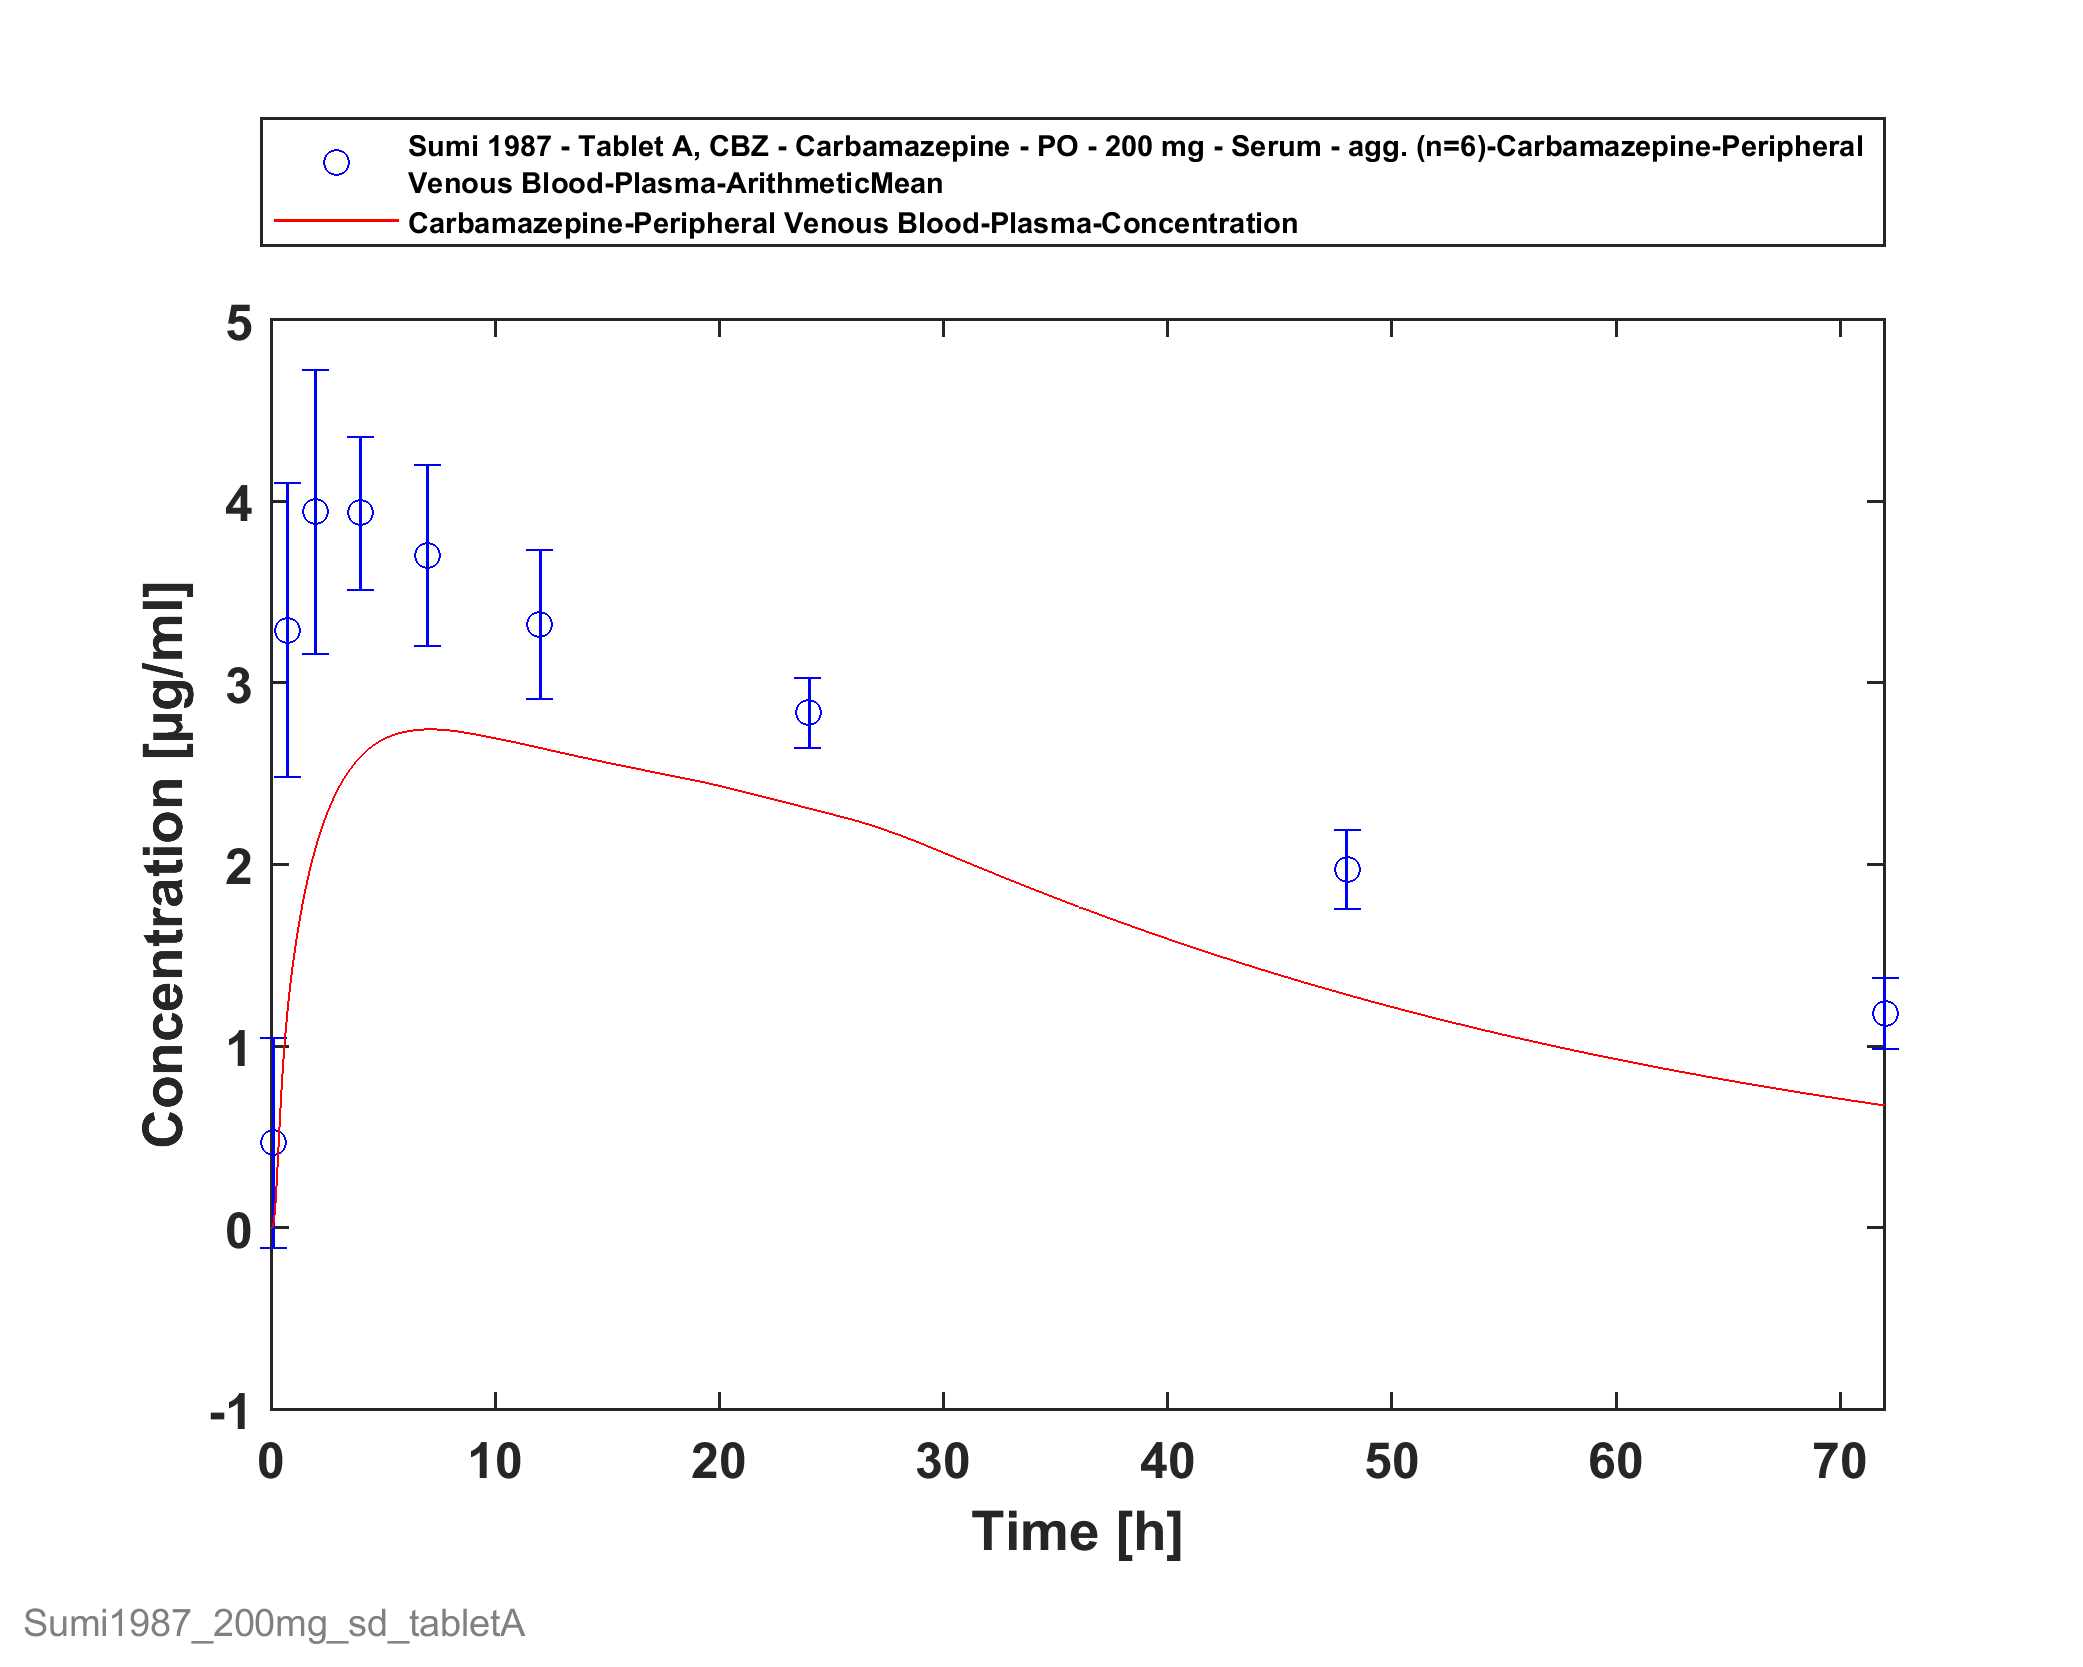 Sumi 1987 - Tablet A, CBZ - Carbamazepine - PO - 200 mg - Serum - agg. (n=6)-Carbamazepine-Peripheral
Venous Blood-Plasma-ArithmeticMean
Carbamazepine-Peripheral Venous Blood-Plasma-Concentration
5
4
3
2
1
0
-1
Concentration [µg/ml]
0 10 20 30 40 50 60 70
Time [h]
Sumi1987_200mg_sd_tabletA